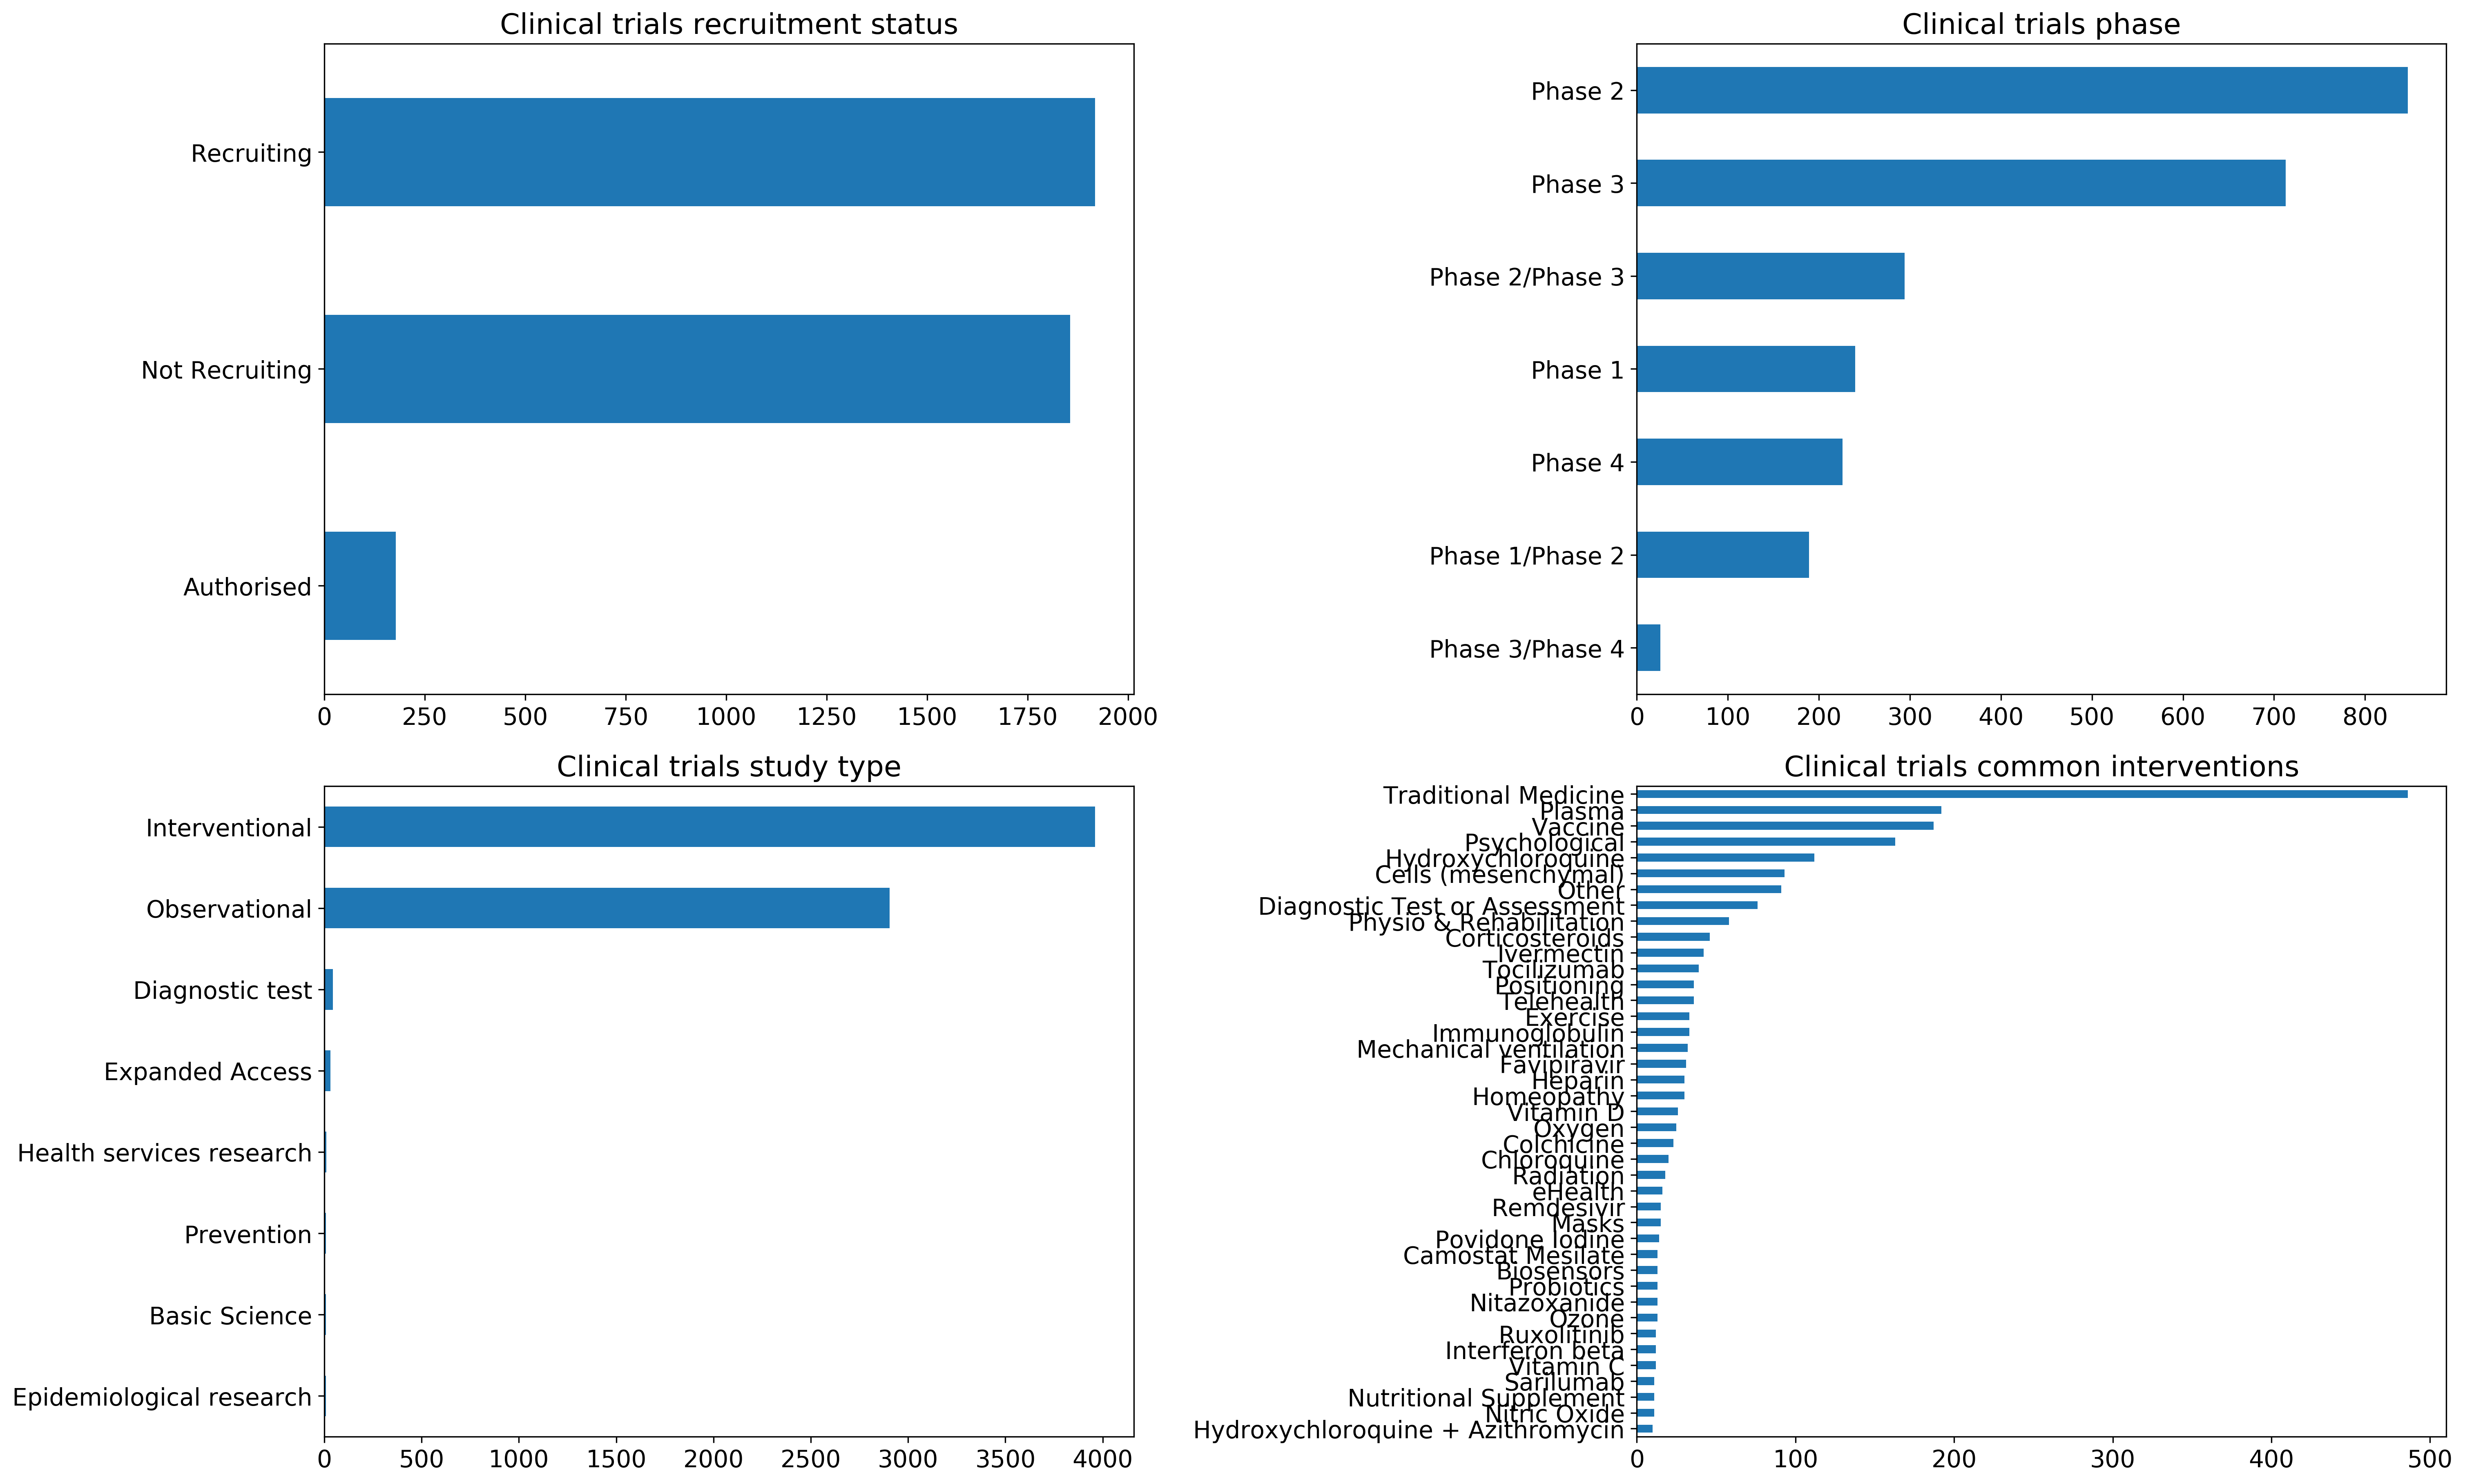 Clinical trials recruitment status
Recruiting
Not Recruiting
Authorised
0 250 500 750 1000 1250 1500 1750 2000
Clinical trials phase
Phase 2
Phase 3
Phase 2/Phase 3
Phase 1
Phase 4
Phase 1/Phase 2
Phase 3/Phase 4
0 100 200 300 400 500 600 700 800
Clinical trials study type
Interventional
Observational
Diagnostic test
Expanded Access
Health services research
Prevention
Basic Science
Epidemiological research
0 500 1000 1500 2000 2500 3000 3500 4000
Clinical trials common interventions
Traditional Medicine
Plasma
Vaccine
Psychological
Hydroxychloroquine
Cells (mesenchymal)
Other
Diagnostic Test or Assessment
Physio & Rehabilitation
Corticosteroids
Ivermectin
Tocilizumab
Positioning
Telehealth
Exercise
Immunoglobulin
Mechanical ventilation
Favipiravir
Heparin
Homeopathy
Vitamin D
Oxygen
Colchicine
Chloroquine
Radiation
eHealth
Remdesivir
Masks
Povidone Iodine
Camostat Mesilate
Biosensors
Probiotics
Nitazoxanide
Ozone
Ruxolitinib
Interferon beta
Vitamin C
Sarilumab
Nutritional Supplement
Nitric Oxide
Hydroxychloroquine + Azithromycin
0 100 200 300 400 500